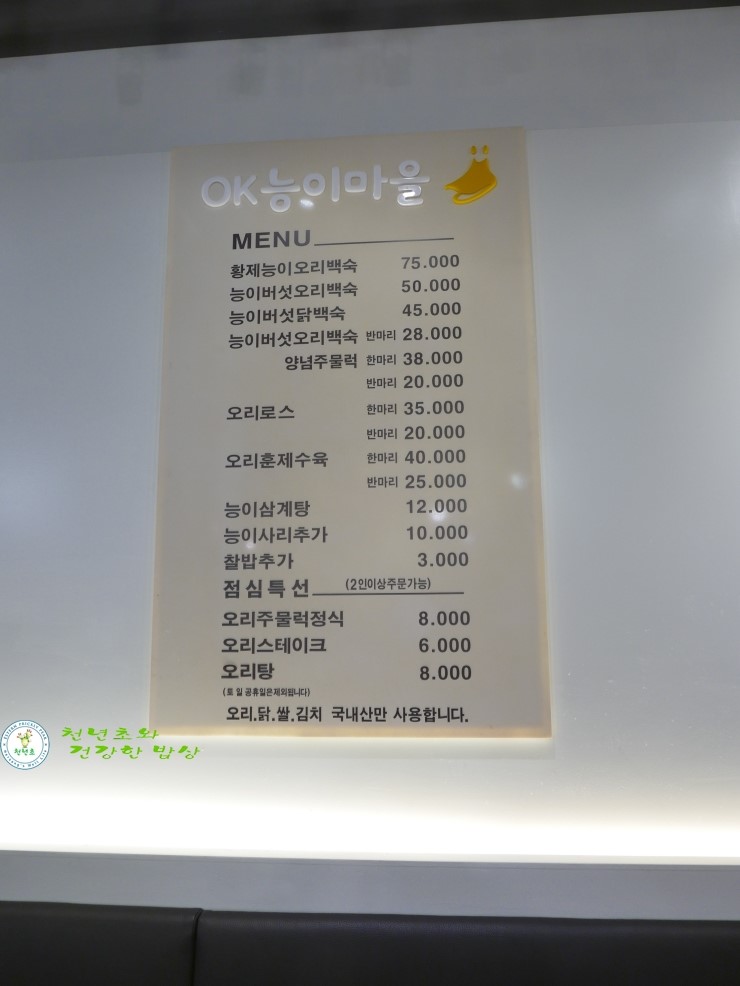 OK능이마을
MENU
황제능이오리백숙 75.000
능이버섯오리백숙 50.000
능이버섯닭백숙 45.000
능이버섯오리백숙 반마리 28.000
양념주물럭 한마리 38.000
반마리 20.000
오리로스 한마리 35.000
반마리 20.000
오리훈제수육 한마리 40.000
반마리 25.000
능이삼계탕 12.000
능이사리추가 10.000
찰밥추가 3.000
점심특선 (2인이상주문가능)
오리주물럭정식 8.000
오리스테이크 6.000
오리탕 8.000
(토 일 공휴일은제외됩니다)
오리.닭.쌀.김치 국내산만 사용합니다.
천년초
천년초와
건강한 밥상